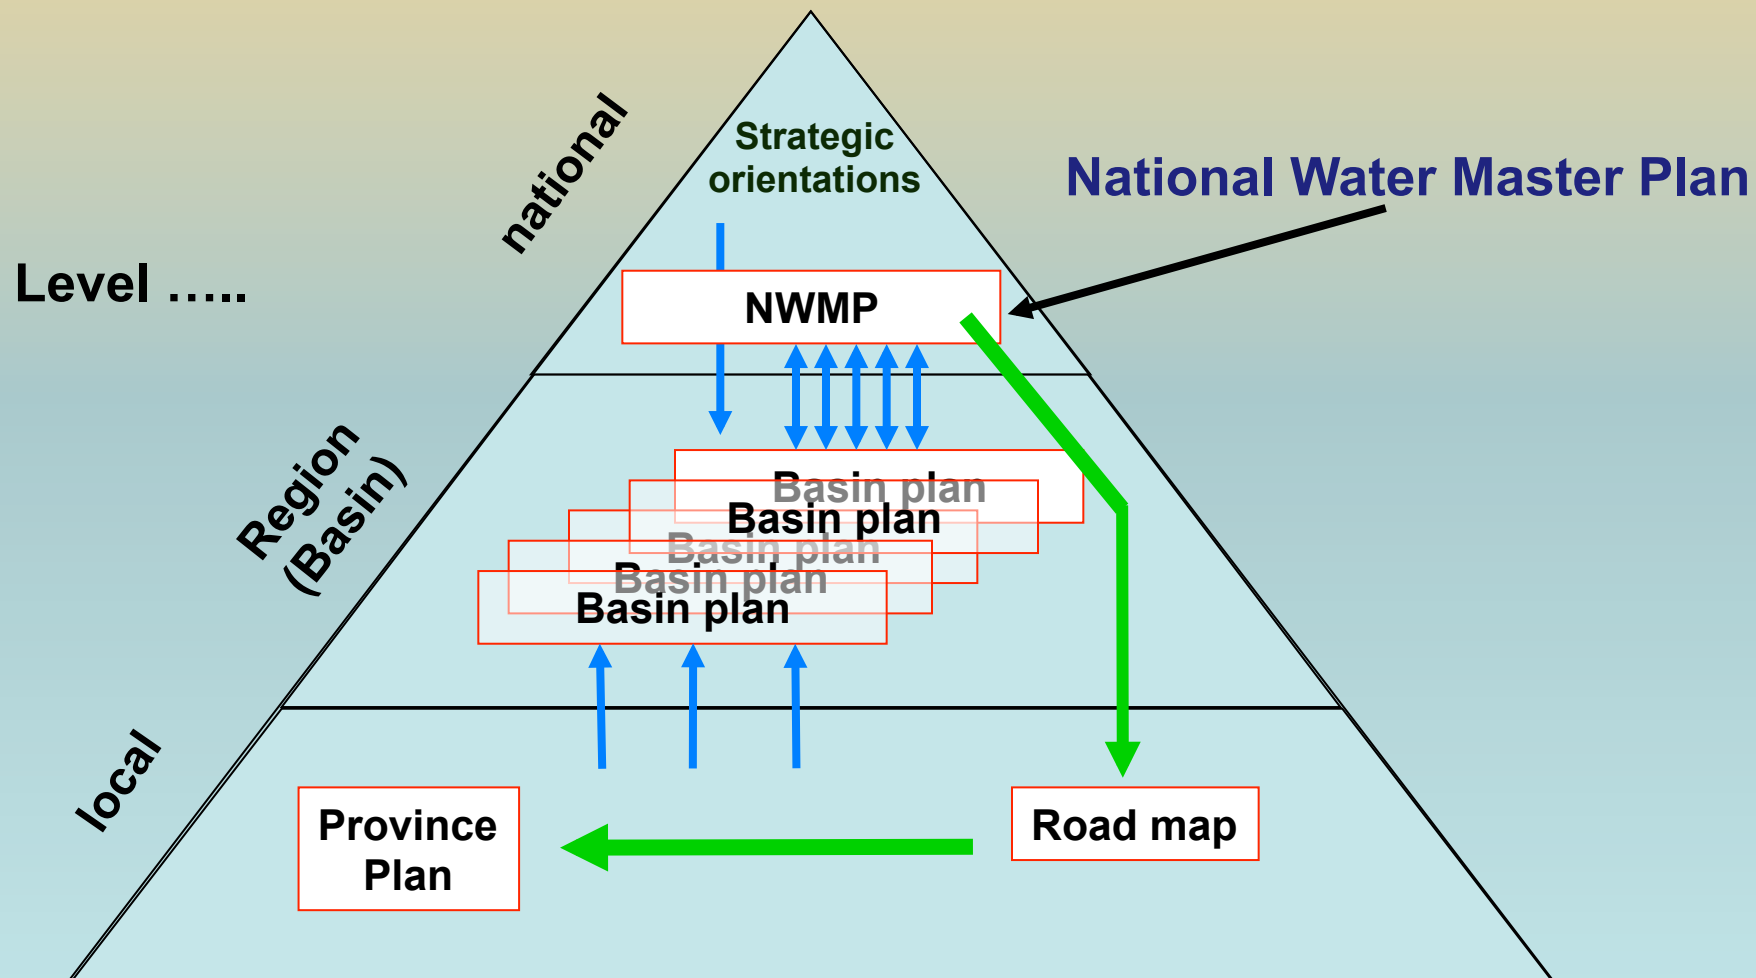 national
Strategic
orientations
National Water Master Plan
Level …..
NWMP
Region
(Basin)
Basin plan
Basin plan
Basin plan
Basin plan
Basin plan
local
Province
Plan
Road map